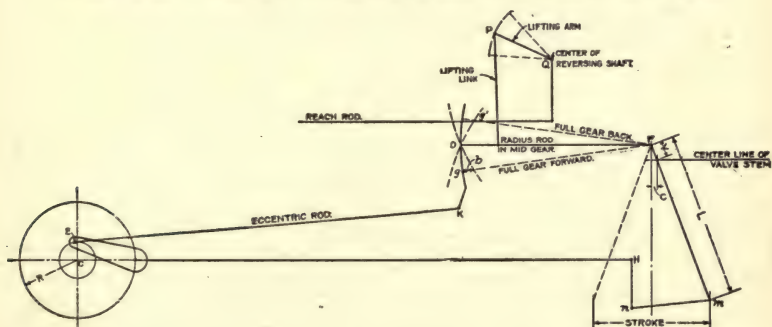 P
LIFTING ARM
CENTER OF
REVERSING SHAFT.
Q
LIFTING
LINK
REACH ROD.
g'
FULL GEAR BACK.
D
RADIUS ROD
IN MID GEAR.
F
V
CENTER LINE OF
VALVE STEM
b
g
FULL GEAR FORWARD.
C
L
K
ECCENTRIC ROD.
E
C
R
H
n
m
STROKE